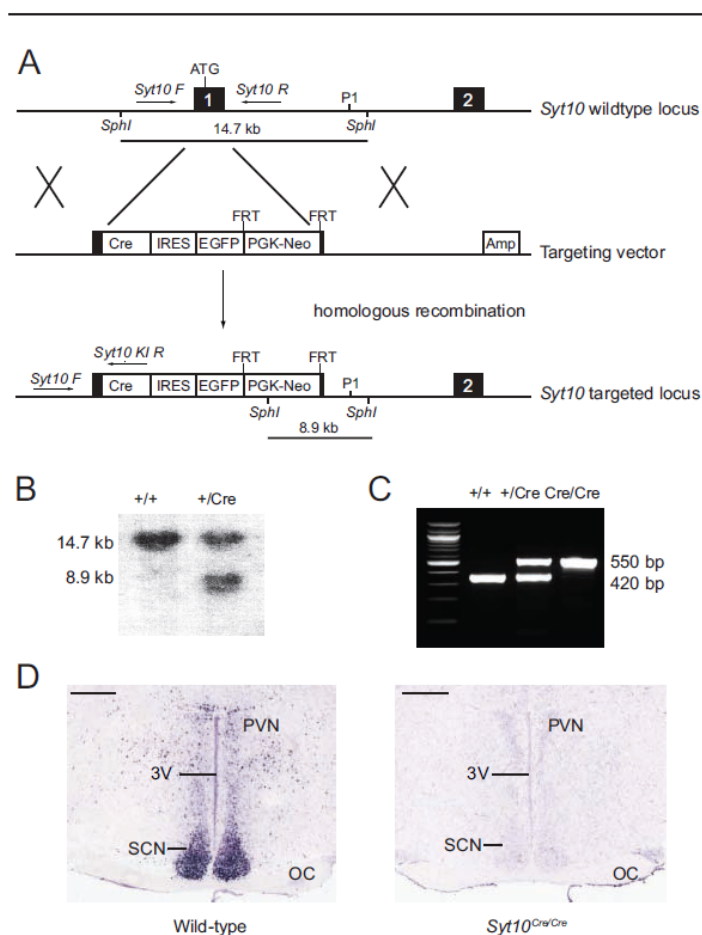 A
ATG
Syt10 F
Syt10 R
1
P1
2
SphI
14.7 kb
SphI
Syt10 wildtype locus
FRT
FRT
Cre
IRES
EGFP
PGK-Neo
Amp
Targeting vector
homologous recombination
Syt10 KI R
Syt10 F
FRT
FRT
Cre
IRES
EGFP
PGK-Neo
P1
2
SphI
SphI
Syt10 targeted locus
8.9 kb
B
+/+
+/Cre
14.7 kb
8.9 kb
C
+/+ +/Cre Cre/Cre
550 bp
420 bp
D
PVN
3V
SCN
OC
Wild-type
PVN
3V
SCN
OC
Syt10Cre/Cre